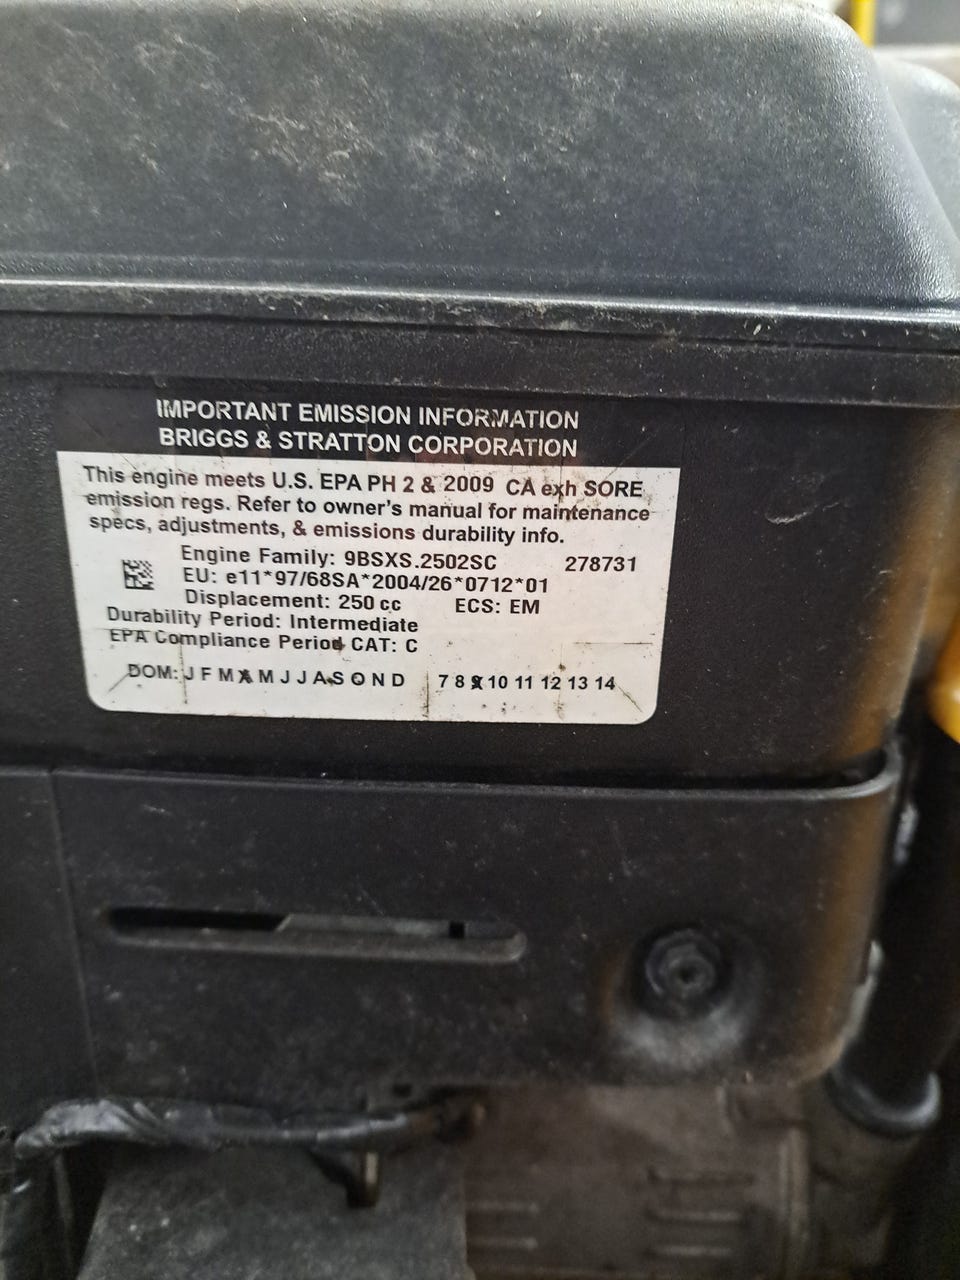 IMPORTANT EMISSION INFORMATION
BRIGGS & STRATTON CORPORATION
This engine meets U.S. EPA PH 2 & 2009 CA exh SORE
emission regs. Refer to owner's manual for maintenance
specs, adjustments, & emissions durability info.
Engine Family: 9BSXS.2502SC 278731
EU: e11*97/68SA*2004/26*0712*01
Displacement: 250 cc ECS: EM
Durability Period: Intermediate
EPA Compliance Period CAT: C
DOM: J F M A M J J A S O N D 7 8 9 10 11 12 13 14